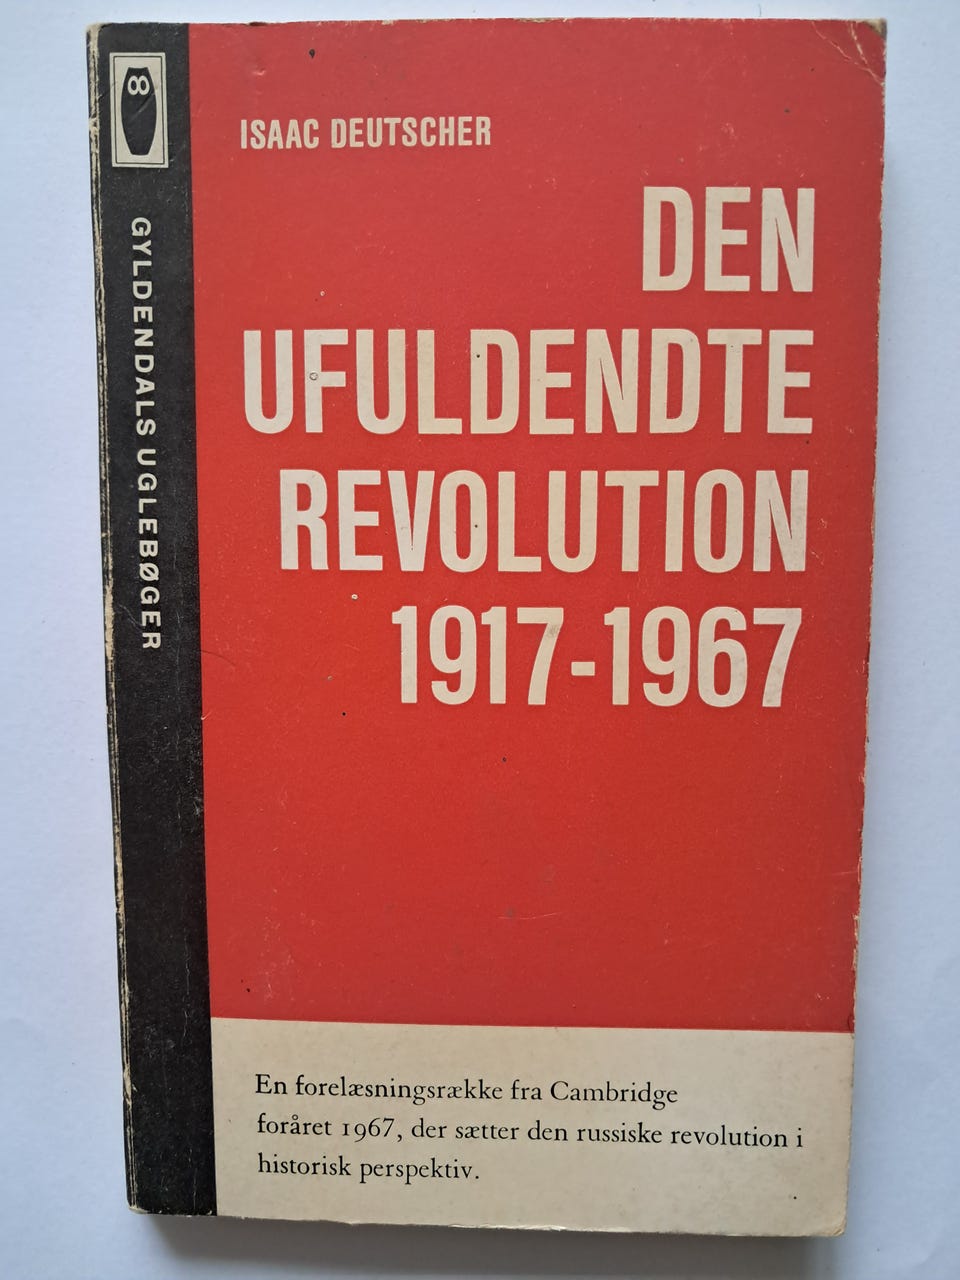 GYLDENDALS UGLEBØGER
ISAAC DEUTSCHER
DEN
UFULDENDTE
REVOLUTION
1917-1967
En forelæsningsrække fra Cambridge
foråret 1967, der sætter den russiske revolution i
historisk perspektiv.